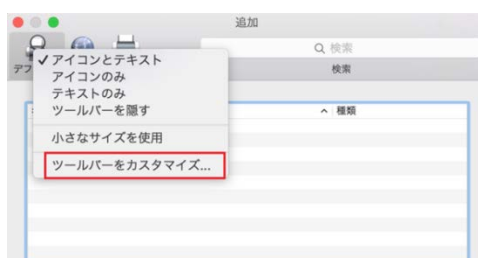 追加
検索
デフ
検索
✓アイコンとテキスト
アイコンのみ
テキストのみ
ツールバーを隠す
小さなサイズを使用
ツールバーをカスタマイズ...
種類